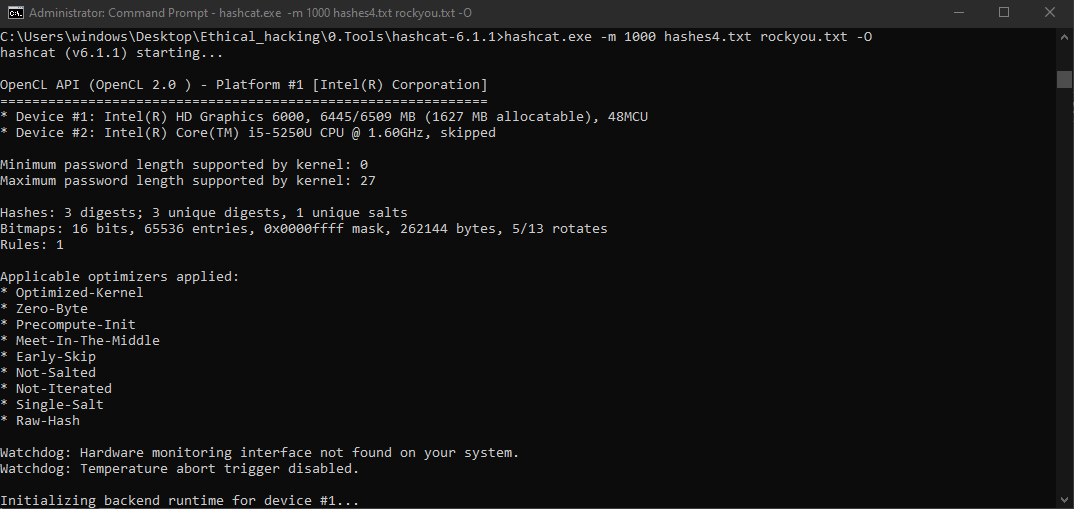 Administrator: Command Prompt - hashcat.exe  -m 1000 hashes4.txt rockyou.txt -O
C:\Users\windows\Desktop\Ethical_hacking\0.Tools\hashcat-6.1.1>hashcat.exe -m 1000 hashes4.txt rockyou.txt -O
hashcat (v6.1.1) starting...
OpenCL API (OpenCL 2.0 ) - Platform #1 [Intel(R) Corporation]
=============================================================
* Device #1: Intel(R) HD Graphics 6000, 6445/6509 MB (1627 MB allocatable), 48MCU
* Device #2: Intel(R) Core(TM) i5-5250U CPU @ 1.60GHz, skipped
Minimum password length supported by kernel: 0
Maximum password length supported by kernel: 27
Hashes: 3 digests; 3 unique digests, 1 unique salts
Bitmaps: 16 bits, 65536 entries, 0x0000ffff mask, 262144 bytes, 5/13 rotates
Rules: 1
Applicable optimizers applied:
* Optimized-Kernel
* Zero-Byte
* Precompute-Init
* Meet-In-The-Middle
* Early-Skip
* Not-Salted
* Not-Iterated
* Single-Salt
* Raw-Hash
Watchdog: Hardware monitoring interface not found on your system.
Watchdog: Temperature abort trigger disabled.
Initializing backend runtime for device #1...